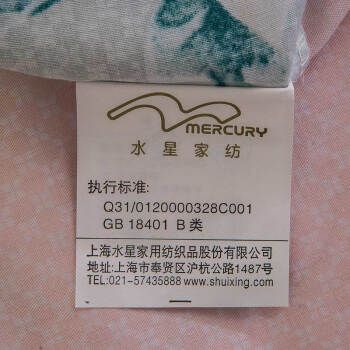 MERCURY
水星家纺
执行标准:
Q31/0120000328C001
GB 18401 B 类
上海水星家用纺织品股份有限公司
地址:上海市奉贤区沪杭公路1487号
TEL:021-57435888 www.shuixing.com